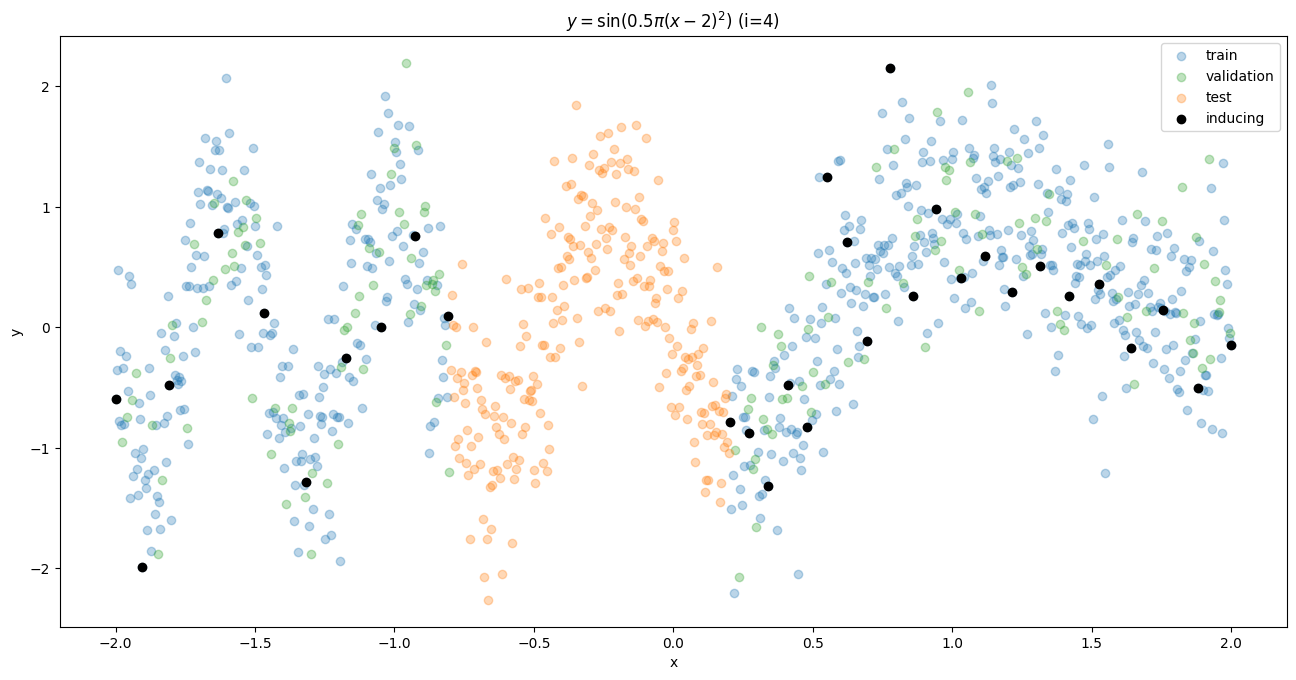 y = sin(0.5π(x − 2)²) (i=4)
train
validation
test
inducing
y
2
1
0
−1
−2
−2.0 −1.5 −1.0 −0.5 0.0 0.5 1.0 1.5 2.0
x